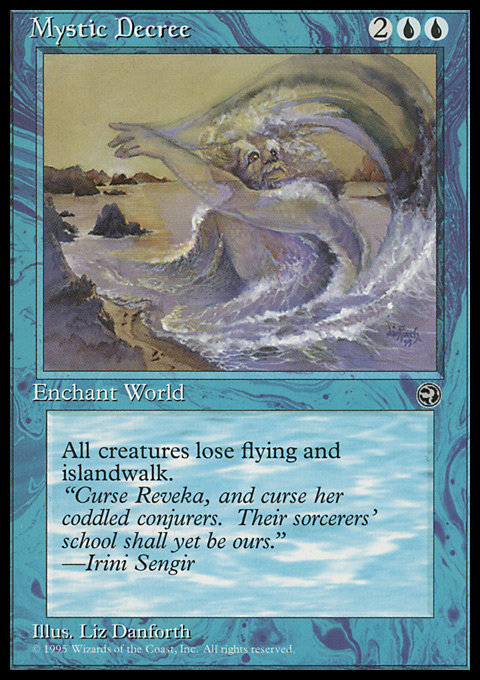 Mystic Decree
2
Enchant World
All creatures lose flying and
islandwalk.
“Curse Reveka, and curse her
coddled conjurers.  Their sorcerers’
school shall yet be ours.”
—Irini Sengir
Illus. Liz Danforth
© 1995 Wizards of the Coast, Inc. All rights reserved.